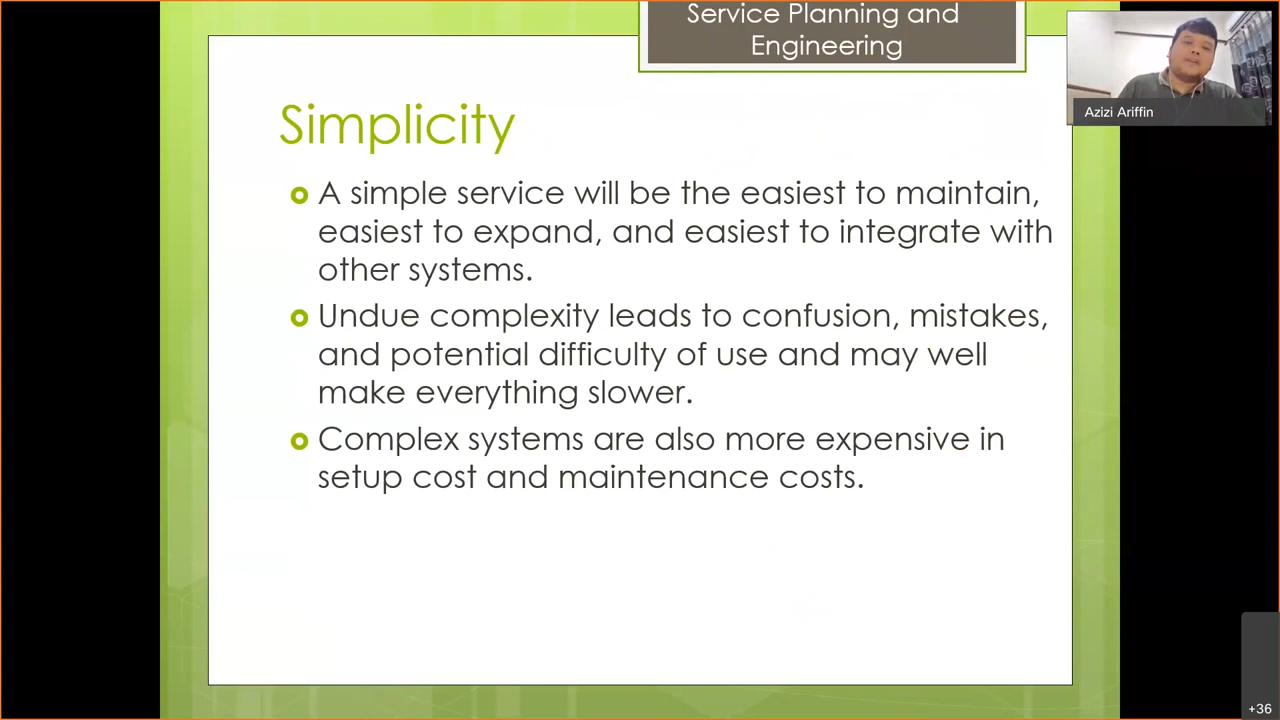 Service Planning and
Engineering
Azizi Ariffin
Simplicity
A simple service will be the easiest to maintain,
easiest to expand, and easiest to integrate with
other systems.
Undue complexity leads to confusion, mistakes,
and potential difficulty of use and may well
make everything slower.
Complex systems are also more expensive in
setup cost and maintenance costs.
+36